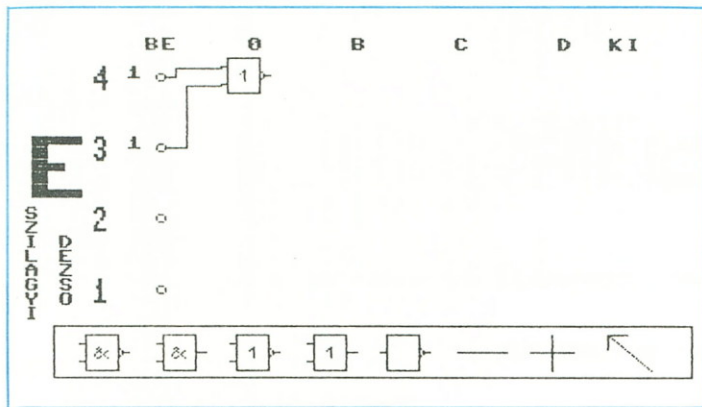 BE 0 B C D KI
4 1 1
3 1
E
2
1
SZILAGYI
DEZSO
& & 1 1